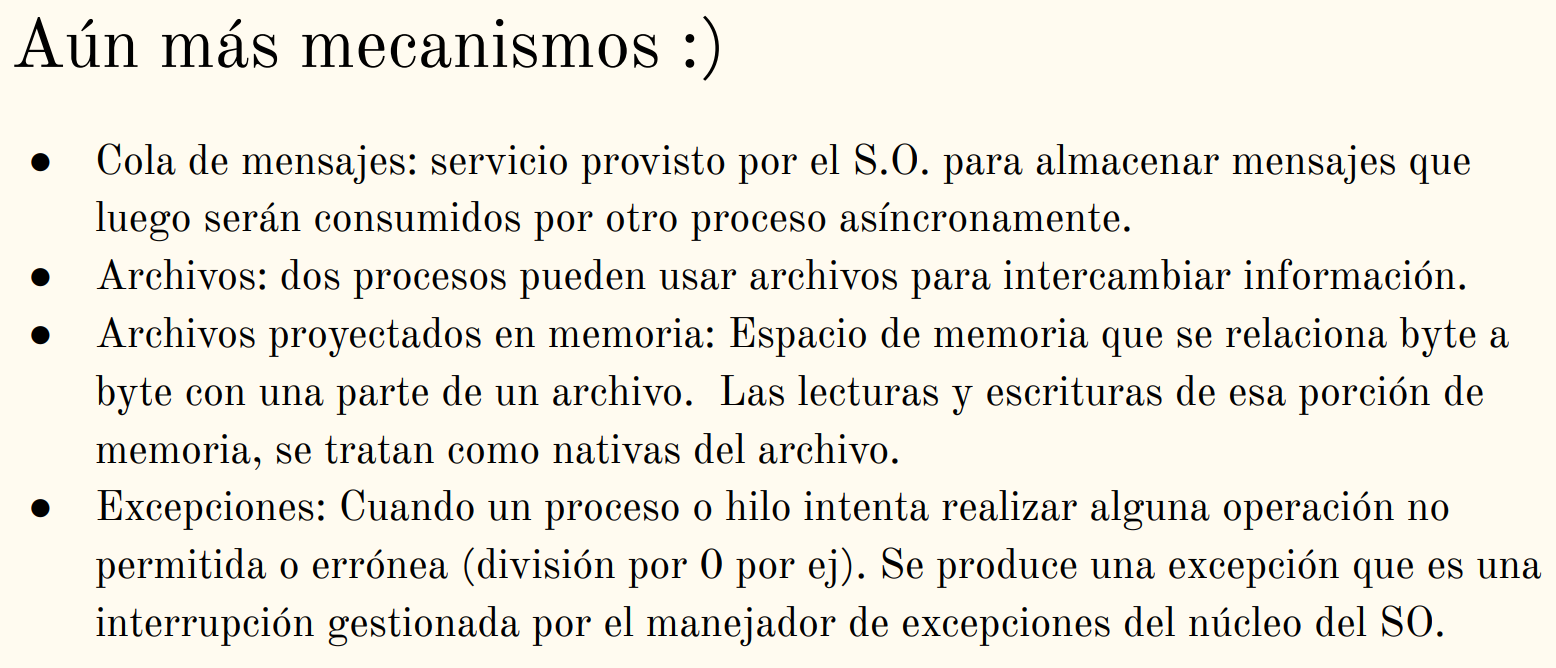 Aún más mecanismos :)
● Cola de mensajes: servicio provisto por el S.O. para almacenar mensajes que
luego serán consumidos por otro proceso asíncronamente.
● Archivos: dos procesos pueden usar archivos para intercambiar información.
● Archivos proyectados en memoria: Espacio de memoria que se relaciona byte a
byte con una parte de un archivo.  Las lecturas y escrituras de esa porción de
memoria, se tratan como nativas del archivo.
● Excepciones: Cuando un proceso o hilo intenta realizar alguna operación no
permitida o errónea (división por 0 por ej). Se produce una excepción que es una
interrupción gestionada por el manejador de excepciones del núcleo del SO.